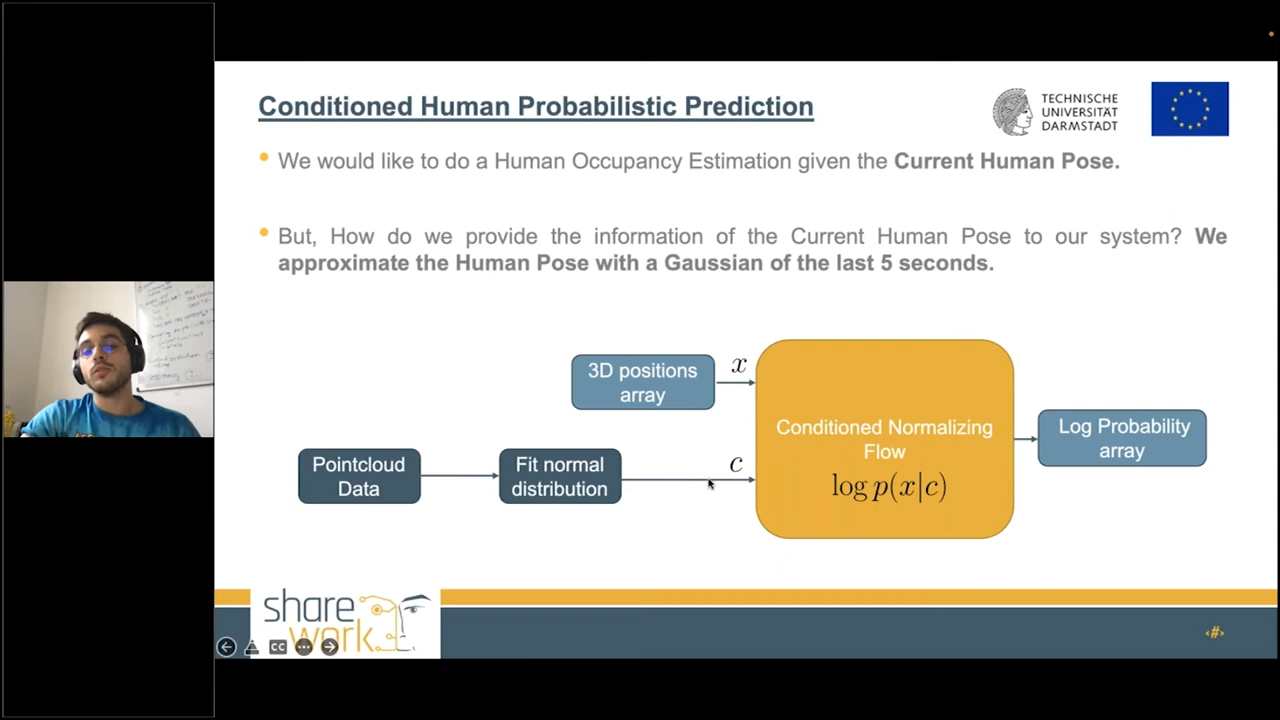 Conditioned Human Probabilistic Prediction
TECHNISCHE
UNIVERSITÄT
DARMSTADT
• We would like to do a Human Occupancy Estimation given the Current Human Pose.
• But, How do we provide the information of the Current Human Pose to our system? We
approximate the Human Pose with a Gaussian of the last 5 seconds.
3D positions
array
x
Pointcloud
Data
Fit normal
distribution
c
Conditioned Normalizing
Flow
log p(x|c)
Log Probability
array
share
work
CC
‹#›